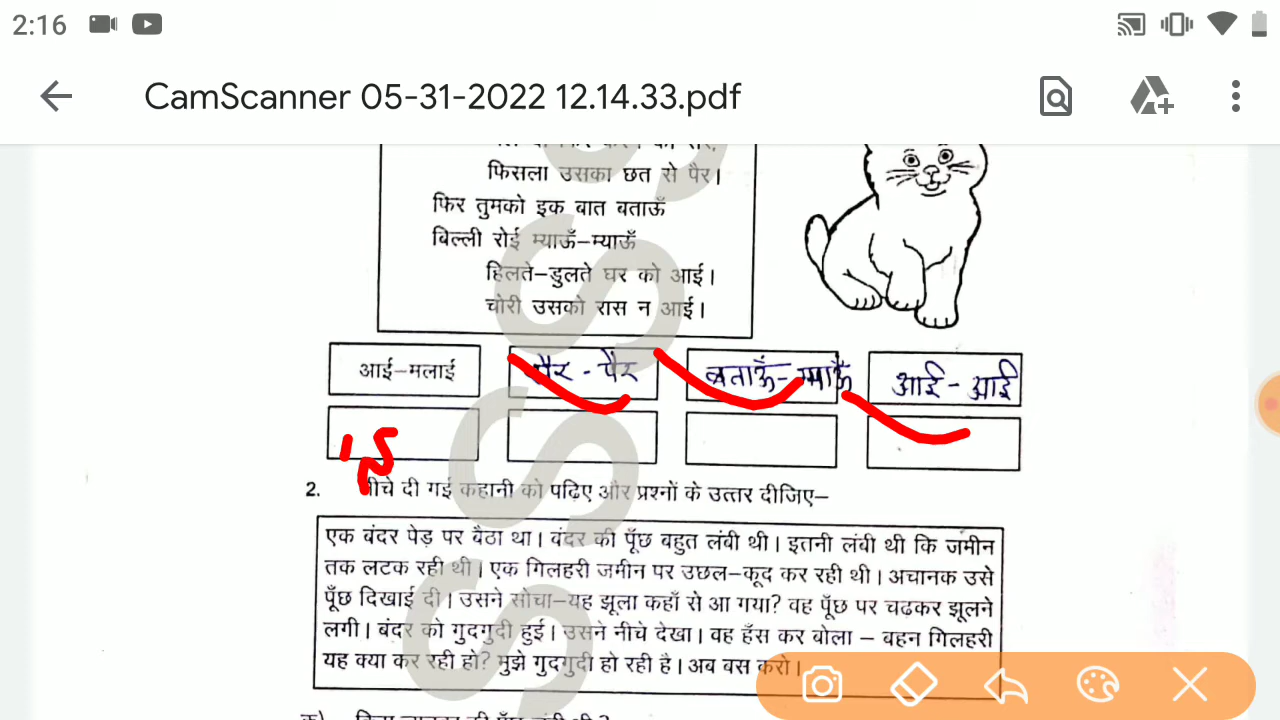 2:16
CamScanner 05-31-2022 12.14.33.pdf
फिसला उसका छत से पैर।
फिर तुमको इक बात बताऊँ
बिल्ली रोई म्याऊँ-म्याऊँ
हिलते-डुलते घर को आई।
चोरी उसको रास न आई।
आई-मलाई
सैर - पैर
बताऊँ- म्याऊँ
आई - आई
2. नीचे दी गई कहानी को पढ़िए और प्रश्नों के उत्तर दीजिए–
एक बंदर पेड़ पर बैठा था। बंदर की पूँछ बहुत लंबी थी। इतनी लंबी थी कि जमीन
तक लटक रही थी। एक गिलहरी जमीन पर उछल-कूद कर रही थी। अचानक उसे
पूँछ दिखाई दी। उसने सोचा-यह झूला कहाँ से आ गया? वह पूँछ पर चढकर झूलने
लगी। बंदर को गुदगुदी हुई। उसने नीचे देखा। वह हँस कर बोला – बहन गिलहरी
यह क्या कर रही हो? मुझे गुदगुदी हो रही है। अब बस करो।